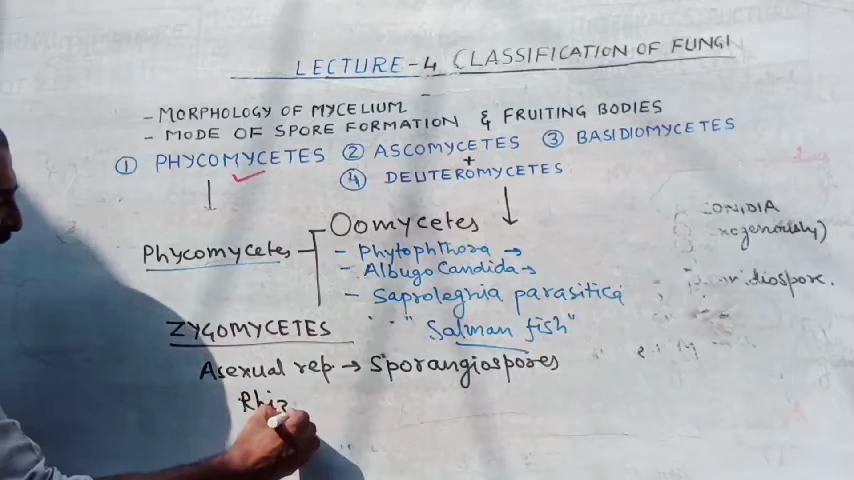 LECTURE-4 CLASSIFICATION OF FUNGI
- MORPHOLOGY OF MYCELIUM
- MODE OF SPORE FORMATION & FRUITING BODIES
① PHYCOMYCETES ② ASCOMYCETES ③ BASIDIOMYCETES
+
④ DEUTEROMYCETES
Oomycetes
Phycomycetes
- Phytophthora →
- Albugo Candida →
- Saprolegnia parasitica
"Salman fish"
ZYGOMYCETES
Asexual rep → Sporangiospores
Rhiz